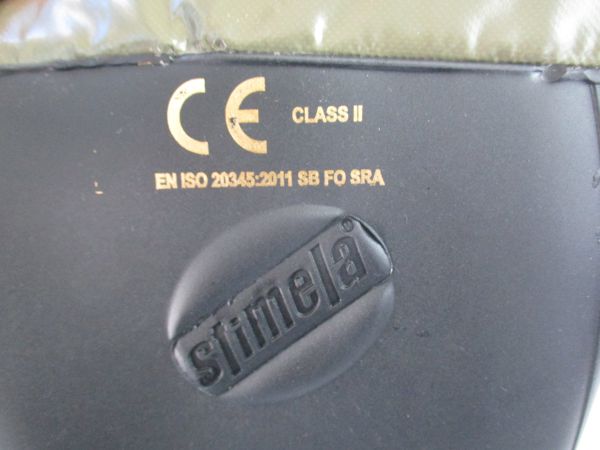 CE CLASS II
EN ISO 20345:2011 SB FO SRA
stimela®